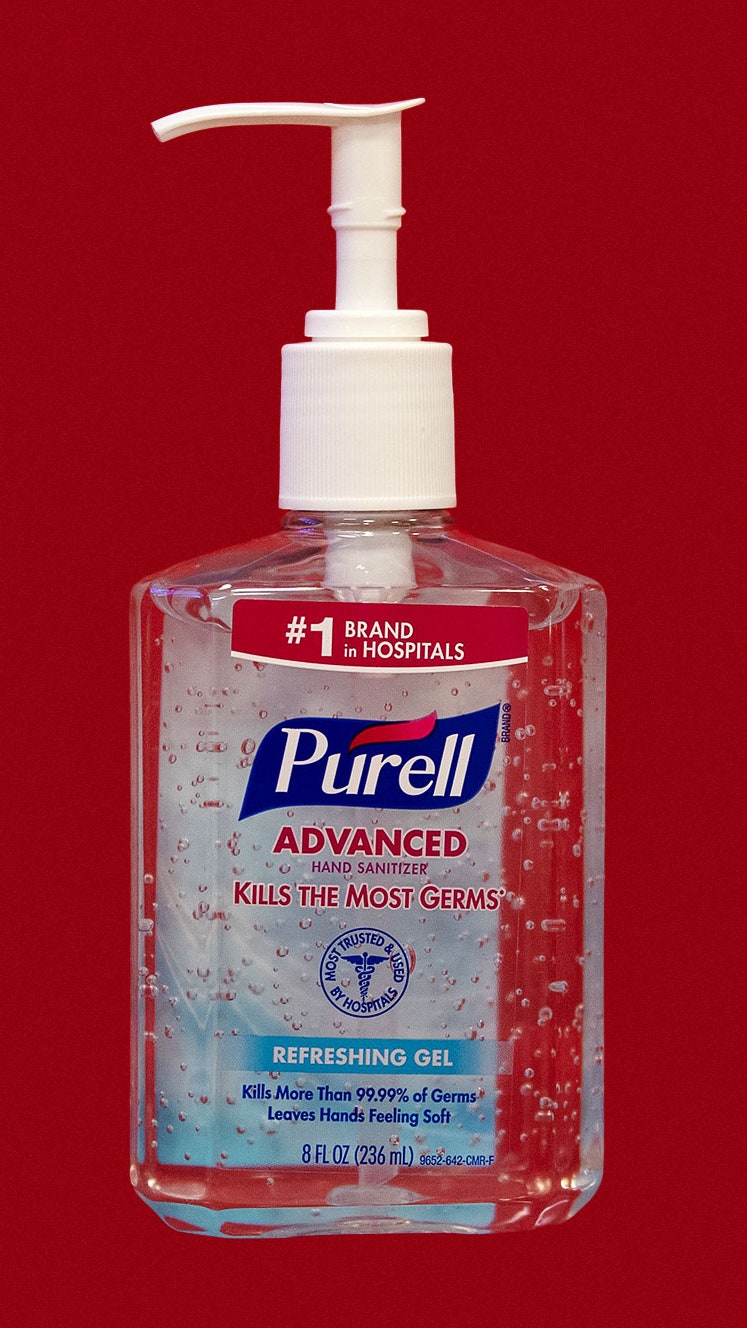 #1 BRAND
in HOSPITALS
Purell
BRAND®
ADVANCED
HAND SANITIZER
KILLS THE MOST GERMS*
MOST TRUSTED & USED
BY HOSPITALS
REFRESHING GEL
Kills More Than 99.99% of Germs
Leaves Hands Feeling Soft
8 FL OZ (236 mL) 9652-642-CMR-F